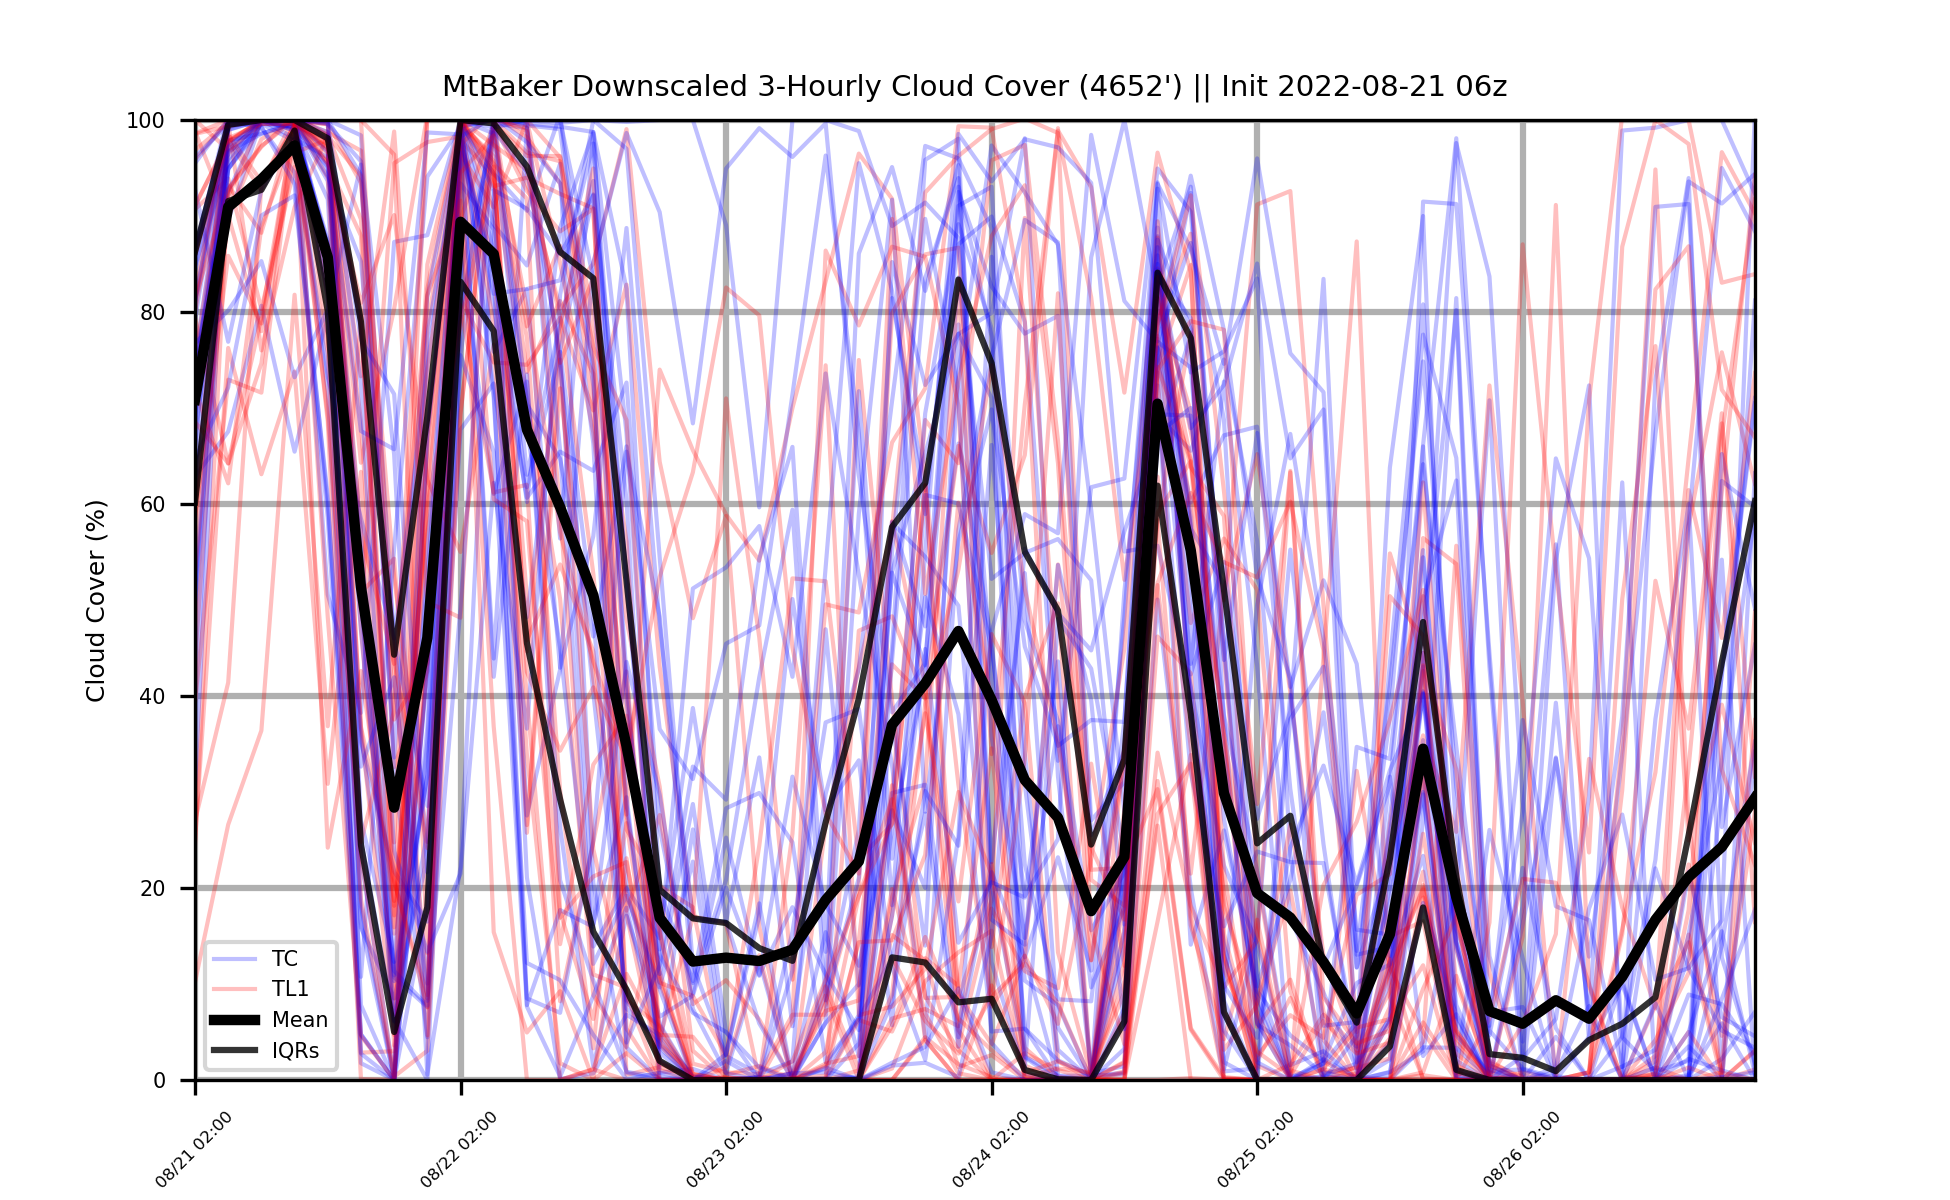 MtBaker Downscaled 3-Hourly Cloud Cover (4652') || Init 2022-08-21 06z
Cloud Cover (%)
100
80
60
40
20
0
TC
TL1
Mean
IQRs
08/21 02:00
08/22 02:00
08/23 02:00
08/24 02:00
08/25 02:00
08/26 02:00